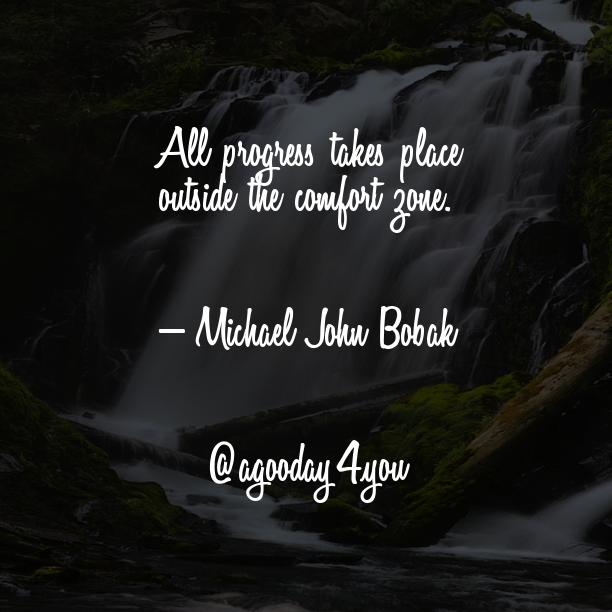 All progress takes place
outside the comfort zone.
— Michael John Bobak
@agooday4you